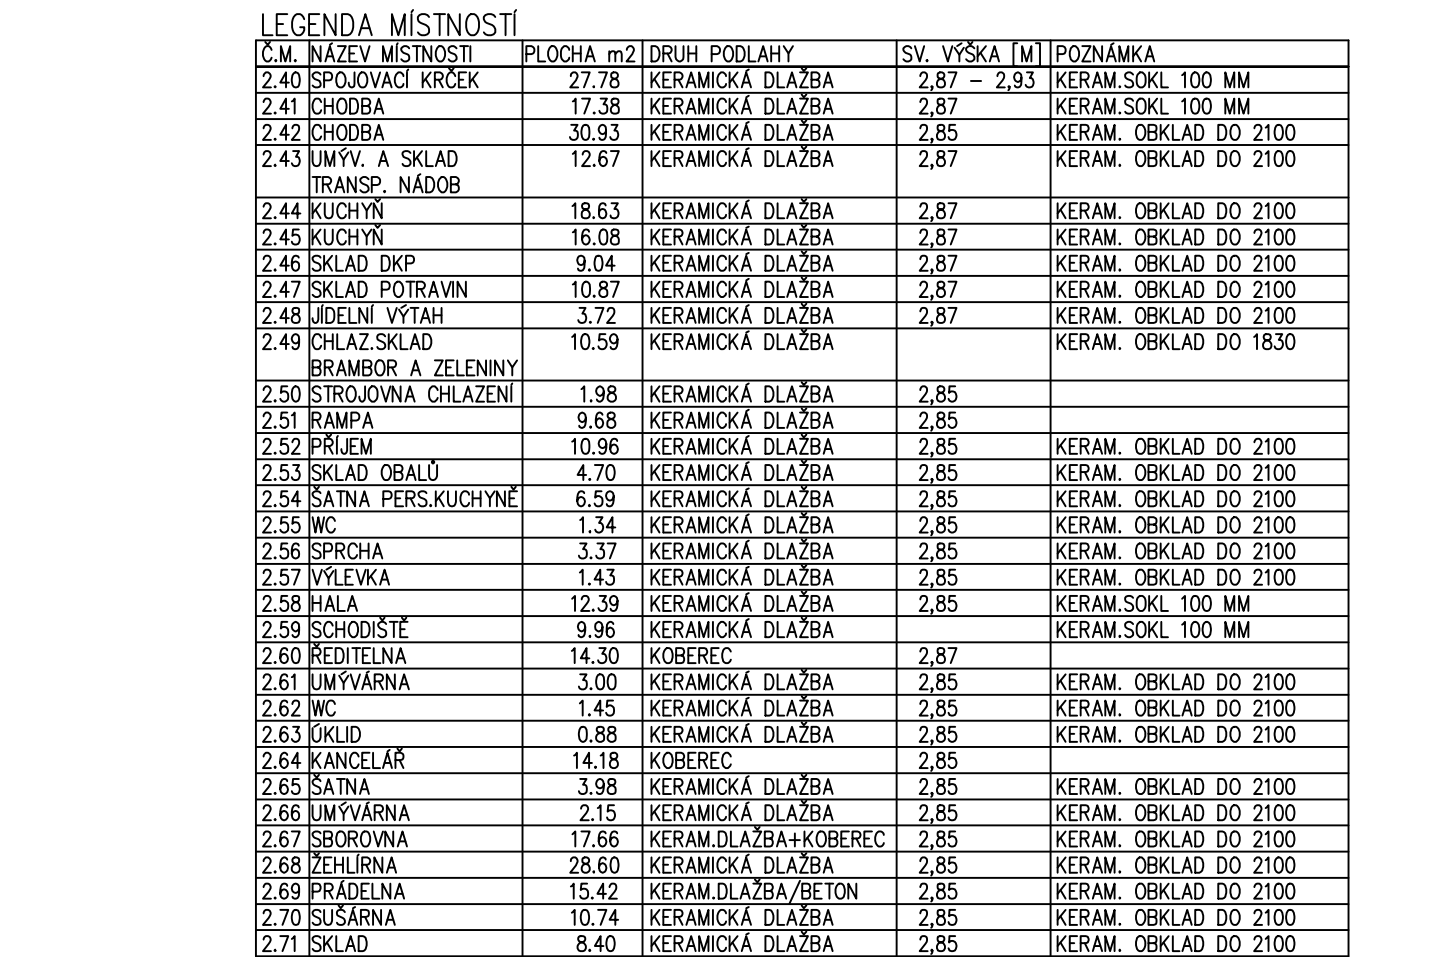 LEGENDA MÍSTNOSTÍ
Č.M. NÁZEV MÍSTNOSTI PLOCHA m2 DRUH PODLAHY SV. VÝŠKA [M] POZNÁMKA
2.40 SPOJOVACÍ KRČEK 27.78 KERAMICKÁ DLAŽBA 2,87 – 2,93 KERAM.SOKL 100 MM
2.41 CHODBA 17.38 KERAMICKÁ DLAŽBA 2,87 KERAM.SOKL 100 MM
2.42 CHODBA 30.93 KERAMICKÁ DLAŽBA 2,85 KERAM. OBKLAD DO 2100
2.43 UMÝV. A SKLAD 12.67 KERAMICKÁ DLAŽBA 2,87 KERAM. OBKLAD DO 2100
TRANSP. NÁDOB
2.44 KUCHYŇ 18.63 KERAMICKÁ DLAŽBA 2,87 KERAM. OBKLAD DO 2100
2.45 KUCHYŇ 16.08 KERAMICKÁ DLAŽBA 2,87 KERAM. OBKLAD DO 2100
2.46 SKLAD DKP 9.04 KERAMICKÁ DLAŽBA 2,87 KERAM. OBKLAD DO 2100
2.47 SKLAD POTRAVIN 10.87 KERAMICKÁ DLAŽBA 2,87 KERAM. OBKLAD DO 2100
2.48 JÍDELNÍ VÝTAH 3.72 KERAMICKÁ DLAŽBA 2,87 KERAM. OBKLAD DO 2100
2.49 CHLAZ.SKLAD 10.59 KERAMICKÁ DLAŽBA KERAM. OBKLAD DO 1830
BRAMBOR A ZELENINY
2.50 STROJOVNA CHLAZENÍ 1.98 KERAMICKÁ DLAŽBA 2,85
2.51 RAMPA 9.68 KERAMICKÁ DLAŽBA 2,85
2.52 PŘÍJEM 10.96 KERAMICKÁ DLAŽBA 2,85 KERAM. OBKLAD DO 2100
2.53 SKLAD OBALŮ 4.70 KERAMICKÁ DLAŽBA 2,85 KERAM. OBKLAD DO 2100
2.54 ŠATNA PERS.KUCHYNĚ 6.59 KERAMICKÁ DLAŽBA 2,85 KERAM. OBKLAD DO 2100
2.55 WC 1.34 KERAMICKÁ DLAŽBA 2,85 KERAM. OBKLAD DO 2100
2.56 SPRCHA 3.37 KERAMICKÁ DLAŽBA 2,85 KERAM. OBKLAD DO 2100
2.57 VÝLEVKA 1.43 KERAMICKÁ DLAŽBA 2,85 KERAM. OBKLAD DO 2100
2.58 HALA 12.39 KERAMICKÁ DLAŽBA 2,85 KERAM.SOKL 100 MM
2.59 SCHODIŠTĚ 9.96 KERAMICKÁ DLAŽBA KERAM.SOKL 100 MM
2.60 ŘEDITELNA 14.30 KOBEREC 2,87
2.61 UMÝVÁRNA 3.00 KERAMICKÁ DLAŽBA 2,85 KERAM. OBKLAD DO 2100
2.62 WC 1.45 KERAMICKÁ DLAŽBA 2,85 KERAM. OBKLAD DO 2100
2.63 ÚKLID 0.88 KERAMICKÁ DLAŽBA 2,85 KERAM. OBKLAD DO 2100
2.64 KANCELÁŘ 14.18 KOBEREC 2,85
2.65 ŠATNA 3.98 KERAMICKÁ DLAŽBA 2,85 KERAM. OBKLAD DO 2100
2.66 UMÝVÁRNA 2.15 KERAMICKÁ DLAŽBA 2,85 KERAM. OBKLAD DO 2100
2.67 SBOROVNA 17.66 KERAM.DLAŽBA+KOBEREC 2,85 KERAM. OBKLAD DO 2100
2.68 ŽEHLÍRNA 28.60 KERAMICKÁ DLAŽBA 2,85 KERAM. OBKLAD DO 2100
2.69 PRÁDELNA 15.42 KERAM.DLAŽBA/BETON 2,85 KERAM. OBKLAD DO 2100
2.70 SUŠÁRNA 10.74 KERAMICKÁ DLAŽBA 2,85 KERAM. OBKLAD DO 2100
2.71 SKLAD 8.40 KERAMICKÁ DLAŽBA 2,85 KERAM. OBKLAD DO 2100